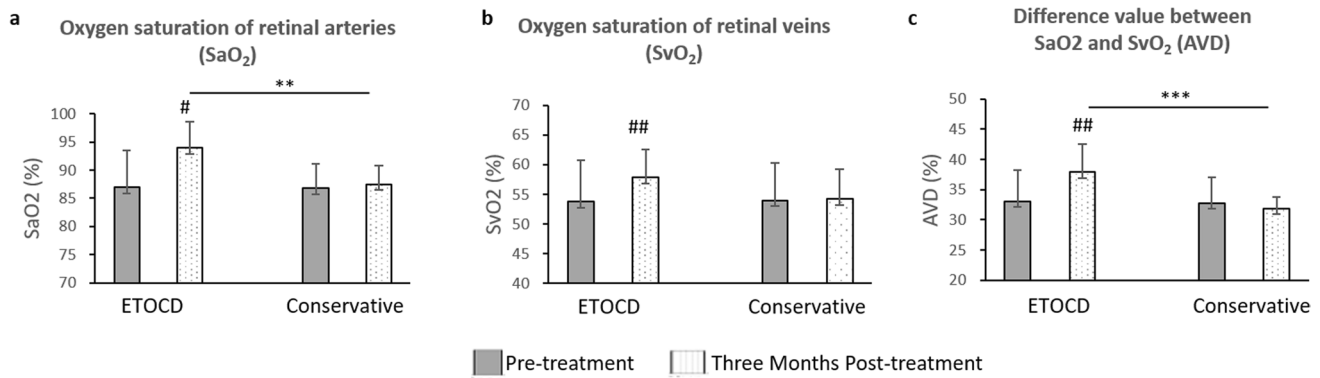 a
Oxygen saturation of retinal arteries
(SaO₂)
**
#
100
95
90
85
80
75
70
SaO2 (%)
ETOCD
Conservative
b
Oxygen saturation of retinal veins
(SvO₂)
##
70
65
60
55
50
45
40
SvO2 (%)
ETOCD
Conservative
c
Difference value between
SaO2 and SvO₂ (AVD)
***
##
50
45
40
35
30
25
20
AVD (%)
ETOCD
Conservative
Pre-treatment
Three Months Post-treatment